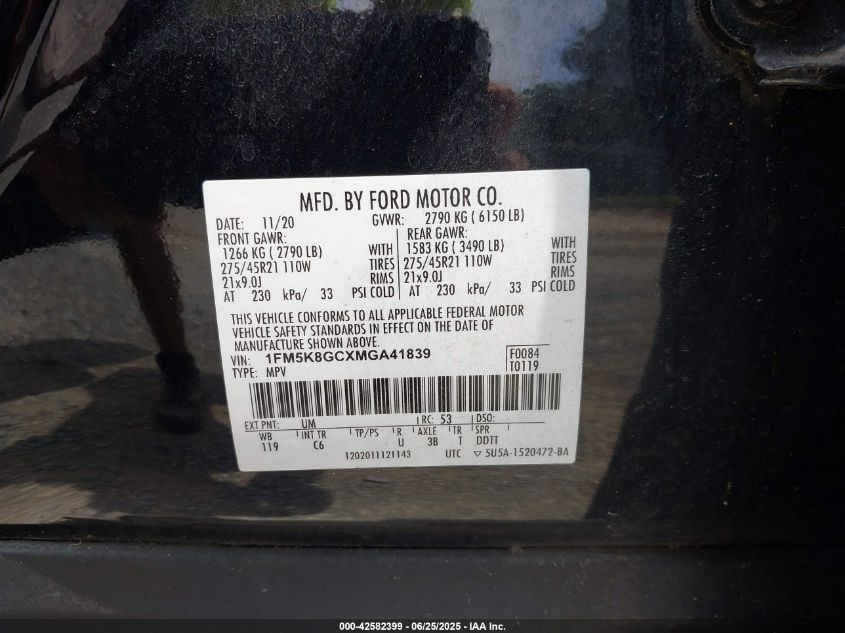 MFD. BY FORD MOTOR CO.
DATE: 11/20 GVWR: 2790 KG ( 6150 LB)
FRONT GAWR: REAR GAWR:
1266 KG ( 2790 LB) WITH 1583 KG ( 3490 LB) WITH
275/45R21 110W TIRES 275/45R21 110W TIRES
21x9.0J RIMS 21x9.0J RIMS
AT 230 kPa/ 33 PSI COLD AT 230 kPa/ 33 PSI COLD
THIS VEHICLE CONFORMS TO ALL APPLICABLE FEDERAL MOTOR
VEHICLE SAFETY STANDARDS IN EFFECT ON THE DATE OF
MANUFACTURE SHOWN ABOVE.
VIN: 1FM5K8GCXMGA41839 F0084
TYPE: MPV T0119
EXT PNT: UM RC: 53 DSO:
WB INT TR TP/PS R AXLE TR SPR
119 C6 U 3B T DDTT
1202011121143 UTC ▽ 5U5A-1520472-BA
000-42582399 / 06/25/2025 - IAA Inc.